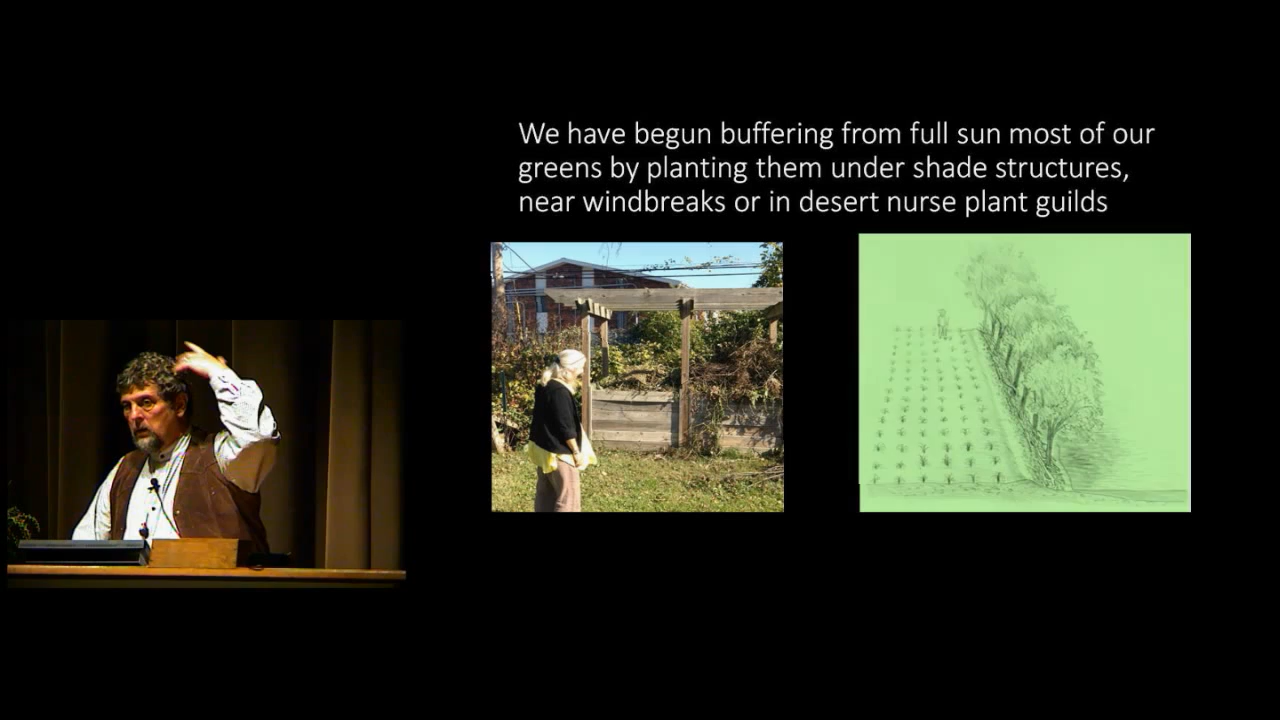 We have begun buffering from full sun most of our
greens by planting them under shade structures,
near windbreaks or in desert nurse plant guilds